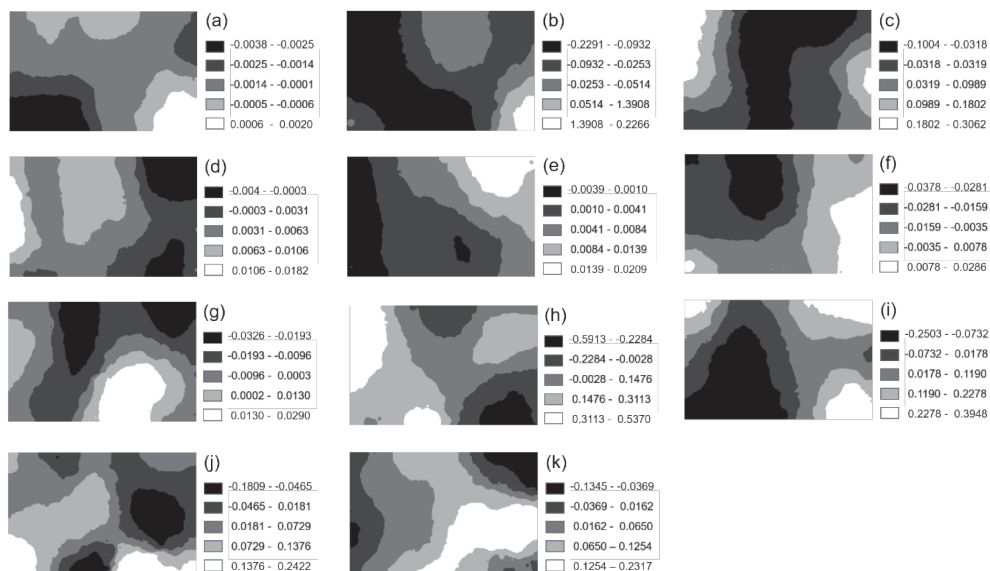 (a)
-0.0038 - -0.0025
-0.0025 - -0.0014
-0.0014 - -0.0001
-0.0005 - -0.0006
0.0006 - 0.0020
(b)
-0.2291 - -0.0932
-0.0932 - -0.0253
-0.0253 - -0.0514
0.0514 - 1.3908
1.3908 - 0.2266
(c)
-0.1004 - -0.0318
-0.0318 - -0.0319
0.0319 - 0.0989
0.0989 - 0.1802
0.1802 - 0.3062
(d)
-0.004 - -0.0003
-0.0003 - 0.0031
0.0031 - 0.0063
0.0063 - 0.0106
0.0106 - 0.0182
(e)
-0.0039 - 0.0010
0.0010 - 0.0041
0.0041 - 0.0084
0.0084 - 0.0139
0.0139 - 0.0209
(f)
-0.0378 - -0.0281
-0.0281 - -0.0159
-0.0159 - -0.0035
-0.0035 - 0.0078
0.0078 - 0.0286
(g)
-0.0326 - -0.0193
-0.0193 - -0.0096
-0.0096 - 0.0003
0.0002 - 0.0130
0.0130 - 0.0290
(h)
-0.5913 - -0.2284
-0.2284 - -0.0028
-0.0028 - 0.1476
0.1476 - 0.3113
0.3113 - 0.5370
(i)
-0.2503 - -0.0732
-0.0732 - 0.0178
0.0178 - 0.1190
0.1190 - 0.2278
0.2278 - 0.3948
(j)
-0.1809 - -0.0465
-0.0465 - 0.0181
0.0181 - 0.0729
0.0729 - 0.1376
0.1376 - 0.2422
(k)
-0.1345 - -0.0369
-0.0369 - 0.0162
0.0162 - 0.0650
0.0650 – 0.1254
0.1254 – 0.2317